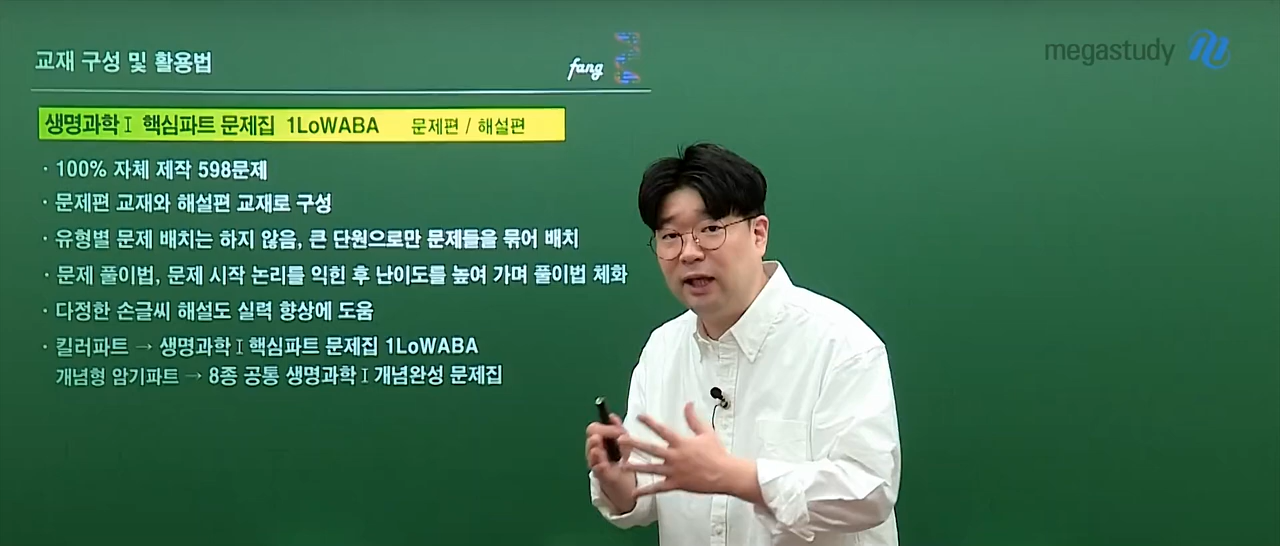 교재 구성 및 활용법
fang
megastudy
생명과학Ⅰ 핵심파트 문제집 1LoWABA 문제편 / 해설편
· 100% 자체 제작 598문제
· 문제편 교재와 해설편 교재로 구성
· 유형별 문제 배치는 하지 않음, 큰 단원으로만 문제들을 묶어 배치
· 문제 풀이법, 문제 시작 논리를 익힌 후 난이도를 높여 가며 풀이법 체화
· 다정한 손글씨 해설도 실력 향상에 도움
· 킬러파트 → 생명과학Ⅰ핵심파트 문제집 1LoWABA
개념형 암기파트 → 8종 공통 생명과학Ⅰ개념완성 문제집